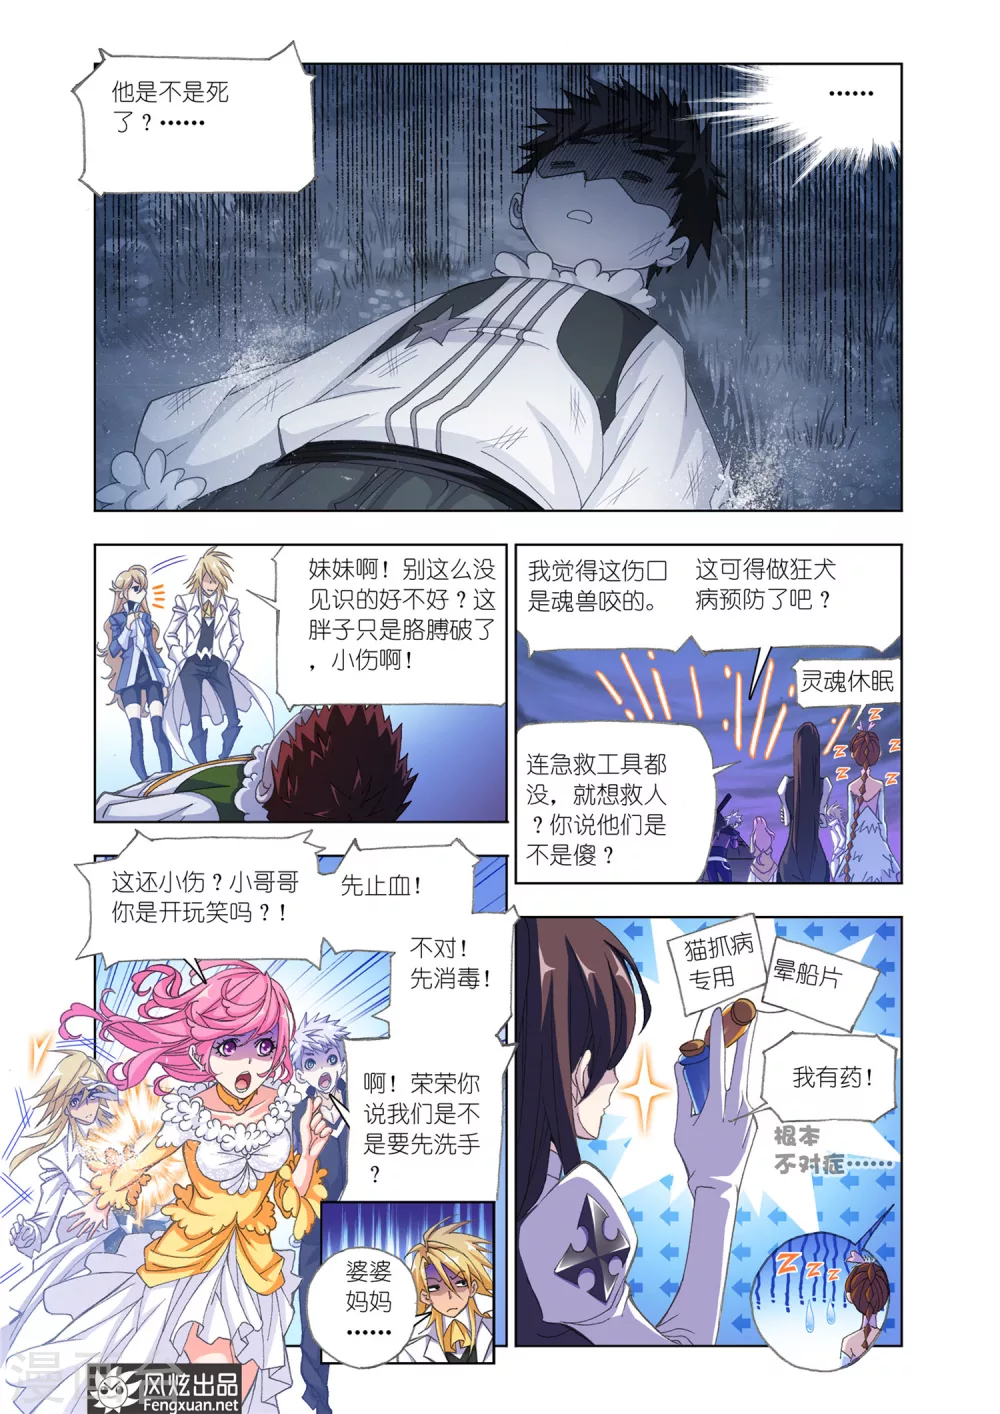 他是不是死
了？······
······
妹妹啊！别这么没
见识的好不好？这
胖子只是胳膊破了
，小伤啊！
我觉得这伤口
是魂兽咬的。
这可得做狂犬
病预防了吧？
灵魂休眠
z
z
z
连急救工具都
没，就想救人
？你说他们是
不是傻？
这还小伤？小哥哥
你是开玩笑吗？！
先止血！
不对！
先消毒！
啊！荣荣你
说我们是不
是要先洗手
？
婆婆
妈妈
······
猫抓病
专用
晕船片
我有药！
根本
不对症······
z
z
z
风炫出品
Fengxuan.net